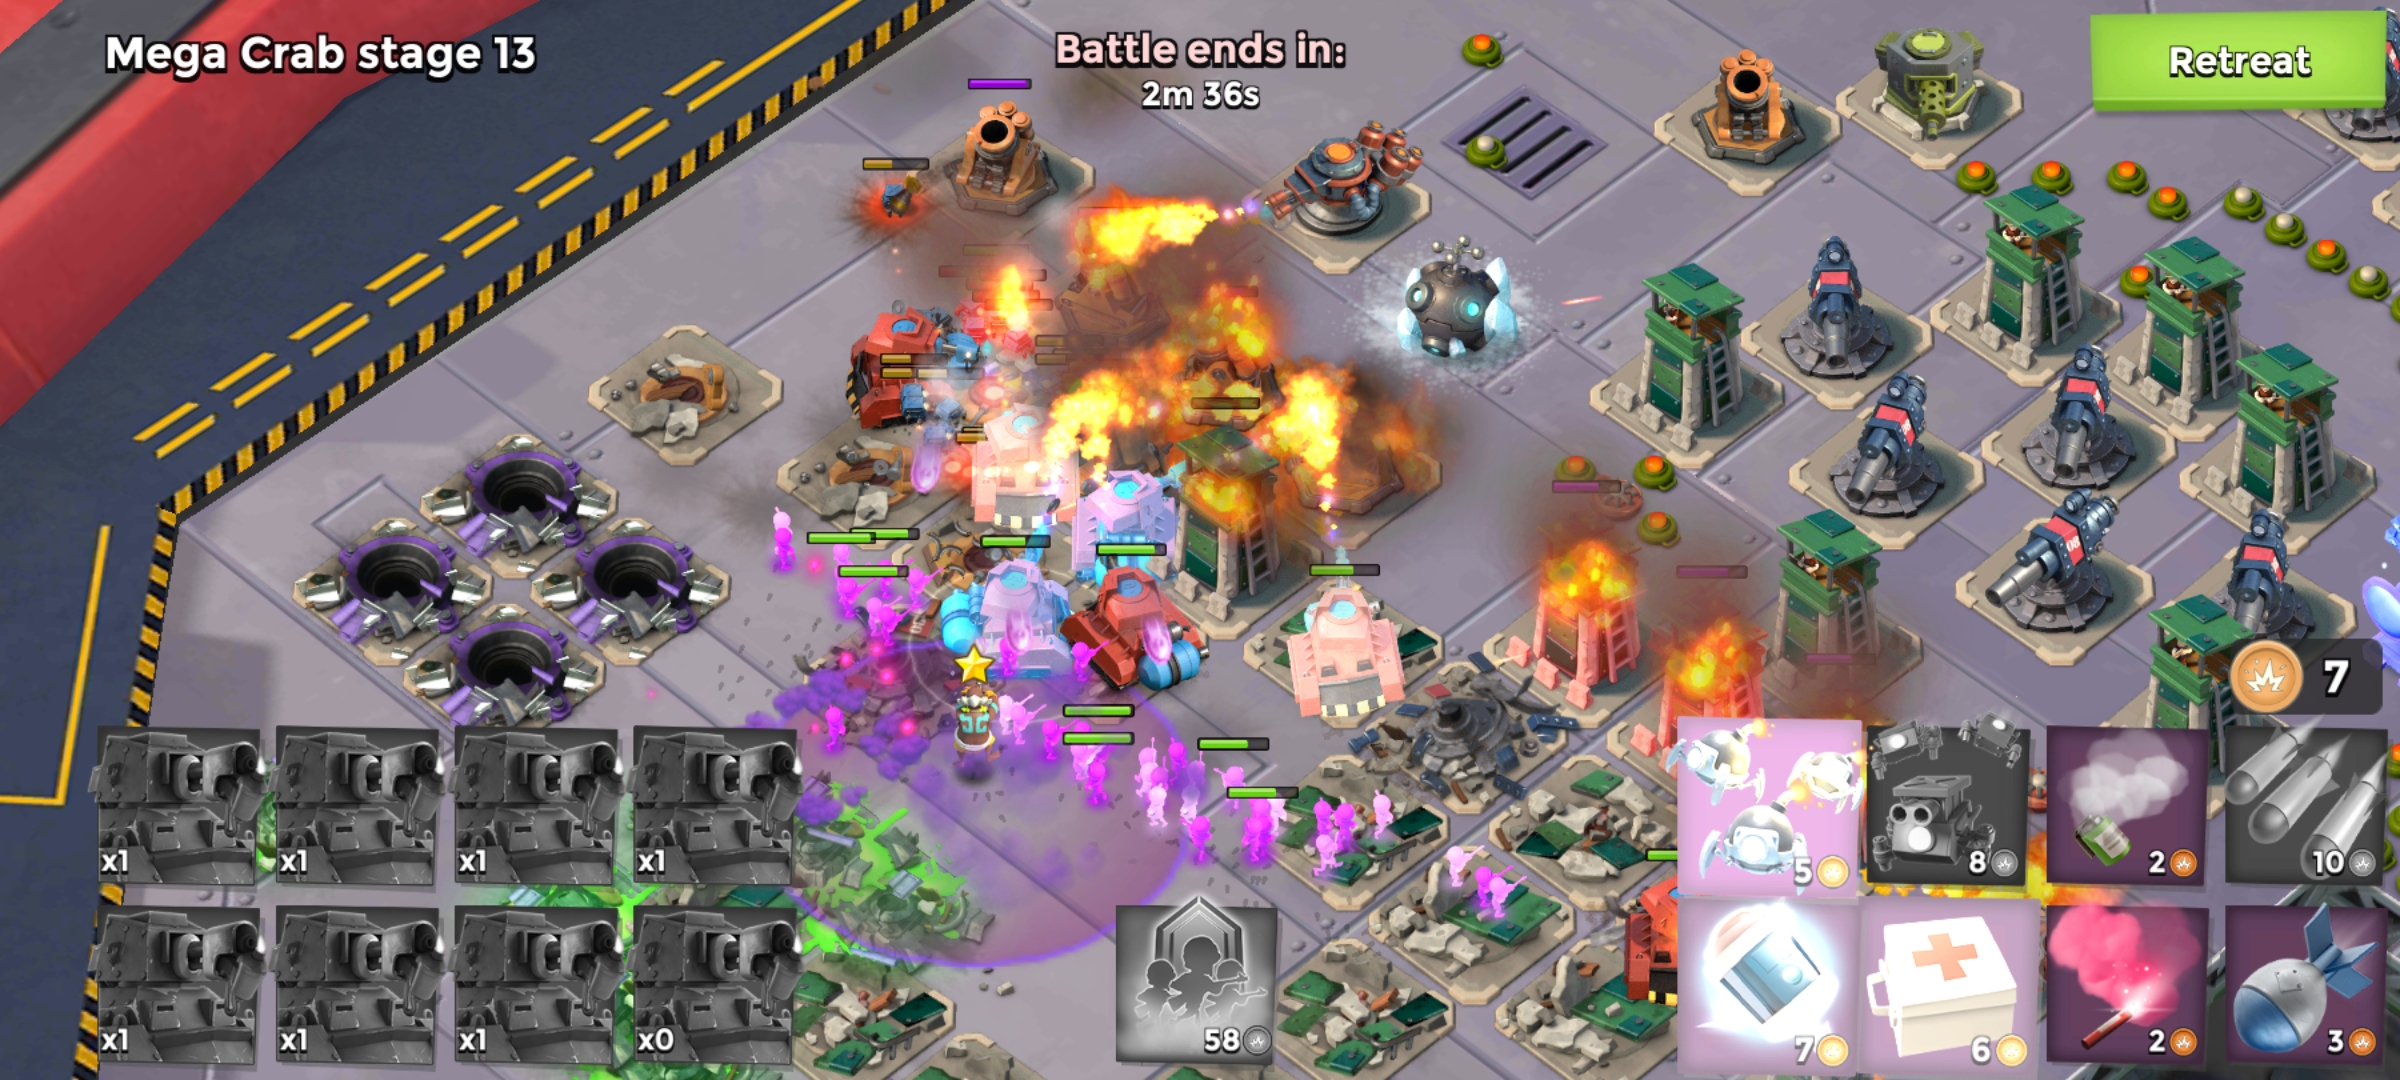 Mega Crab stage 13
Battle ends in:
2m 36s
Retreat
7
x1
x1
x1
x1
5
8
2
10
x1
x1
x1
x0
58
7
6
2
3